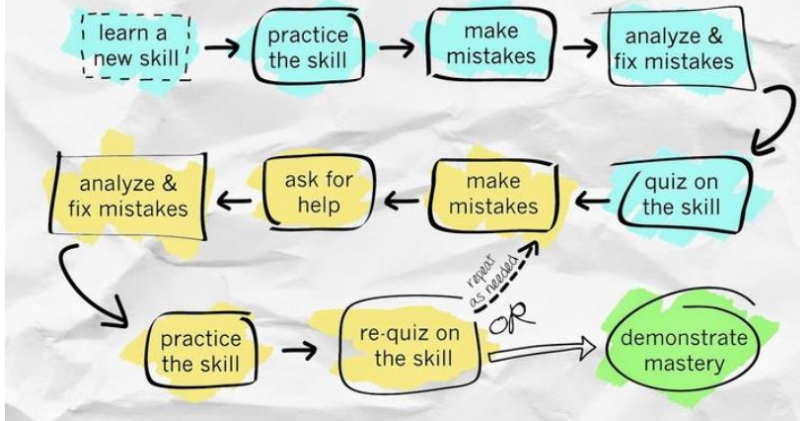 learn a
new skill
practice
the skill
make
mistakes
analyze &
fix mistakes
quiz on
the skill
make
mistakes
ask for
help
analyze &
fix mistakes
practice
the skill
re-quiz on
the skill
repeat
as needed
OR
demonstrate
mastery